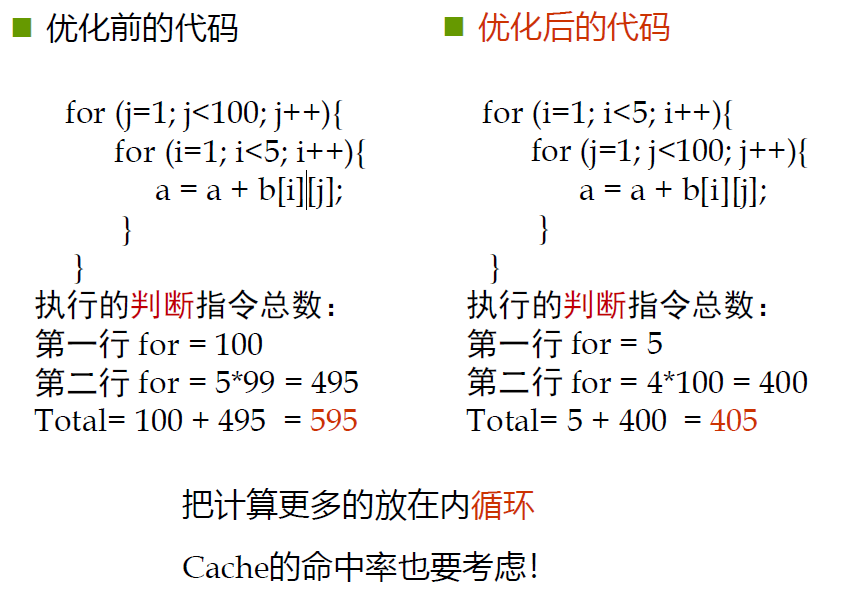 优化前的代码
for (j=1; j<100; j++){
for (i=1; i<5; i++){
a = a + b[i][j];
}
}
执行的判断指令总数：
第一行 for = 100
第二行 for = 5*99 = 495
Total= 100 + 495 = 595
优化后的代码
for (i=1; i<5; i++){
for (j=1; j<100; j++){
a = a + b[i][j];
}
}
执行的判断指令总数：
第一行 for = 5
第二行 for = 4*100 = 400
Total= 5 + 400 = 405
把计算更多的放在内循环
Cache的命中率也要考虑！